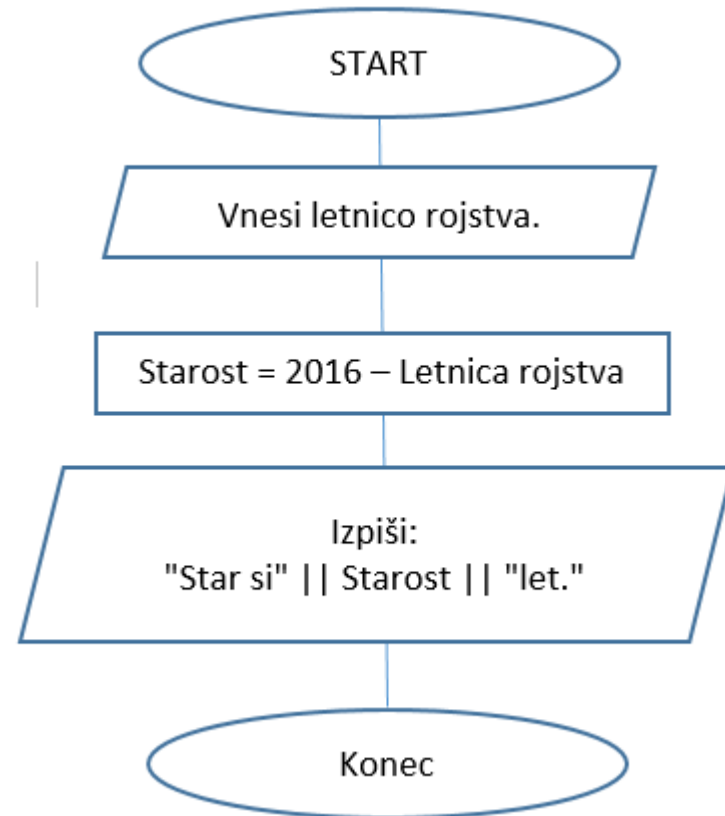 START
Vnesi letnico rojstva.
Starost = 2016 – Letnica rojstva
Izpiši:
"Star si" || Starost || "let."
Konec